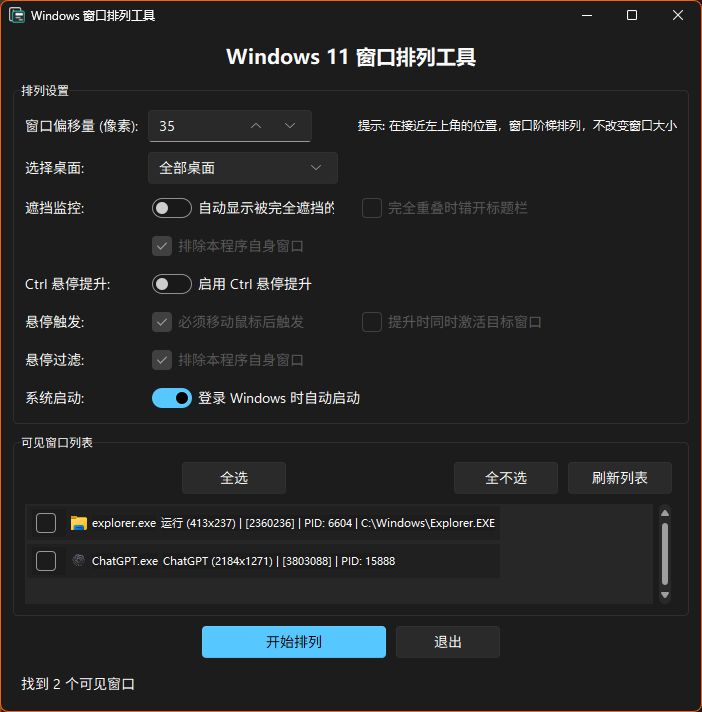 Windows 窗口排列工具
Windows 11 窗口排列工具
排列设置
窗口偏移量 (像素): 35 提示: 在接近左上角的位置，窗口阶梯排列，不改变窗口大小
选择桌面: 全部桌面
遮挡监控: 自动显示被完全遮挡的 完全重叠时错开标题栏
排除本程序自身窗口
Ctrl 悬停提升: 启用 Ctrl 悬停提升
悬停触发: 必须移动鼠标后触发 提升时同时激活目标窗口
悬停过滤: 排除本程序自身窗口
系统启动: 登录 Windows 时自动启动
可见窗口列表
全选 全不选 刷新列表
explorer.exe 运行 (413x237) | [2360236] | PID: 6604 | C:\Windows\Explorer.EXE
ChatGPT.exe ChatGPT (2184x1271) | [3803088] | PID: 15888
开始排列 退出
找到 2 个可见窗口